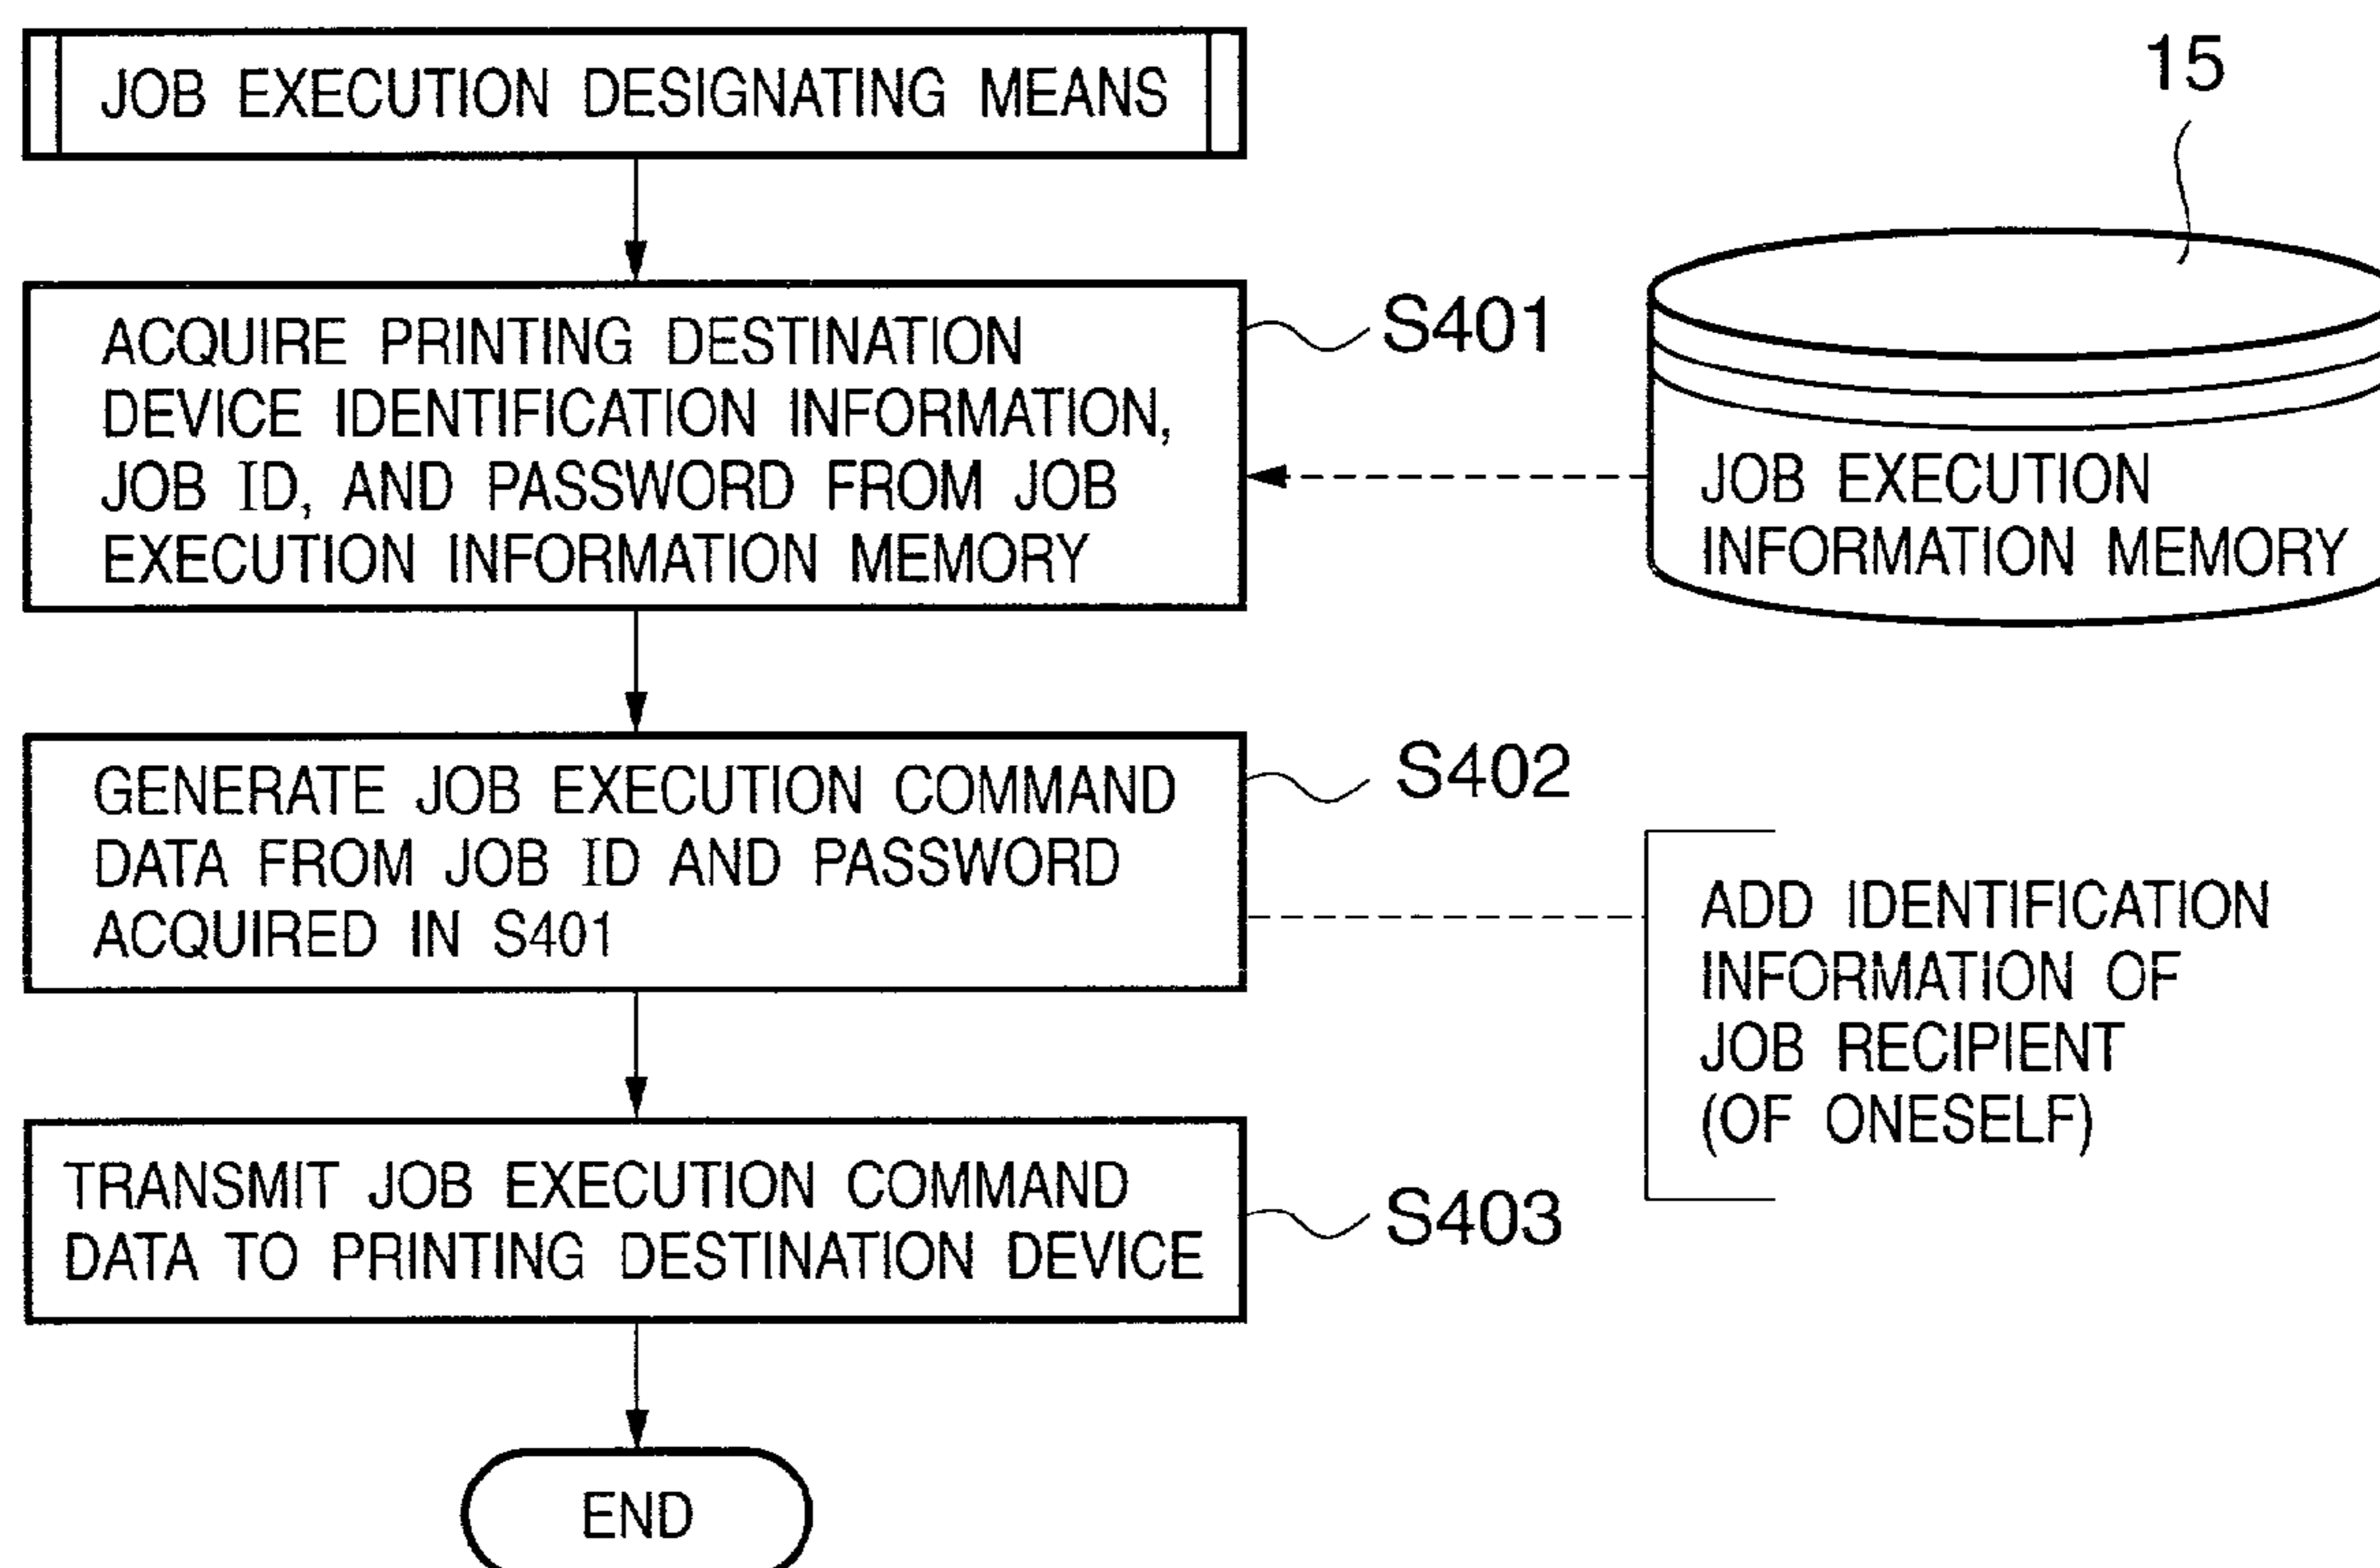 JOB EXECUTION DESIGNATING MEANS
15
ACQUIRE PRINTING DESTINATION
DEVICE IDENTIFICATION INFORMATION,
JOB ID, AND PASSWORD FROM JOB
EXECUTION INFORMATION MEMORY
S401
JOB EXECUTION
INFORMATION MEMORY
GENERATE JOB EXECUTION COMMAND
DATA FROM JOB ID AND PASSWORD
ACQUIRED IN S401
S402
ADD IDENTIFICATION
INFORMATION OF
JOB RECIPIENT
(OF ONESELF)
TRANSMIT JOB EXECUTION COMMAND
DATA TO PRINTING DESTINATION DEVICE
S403
END